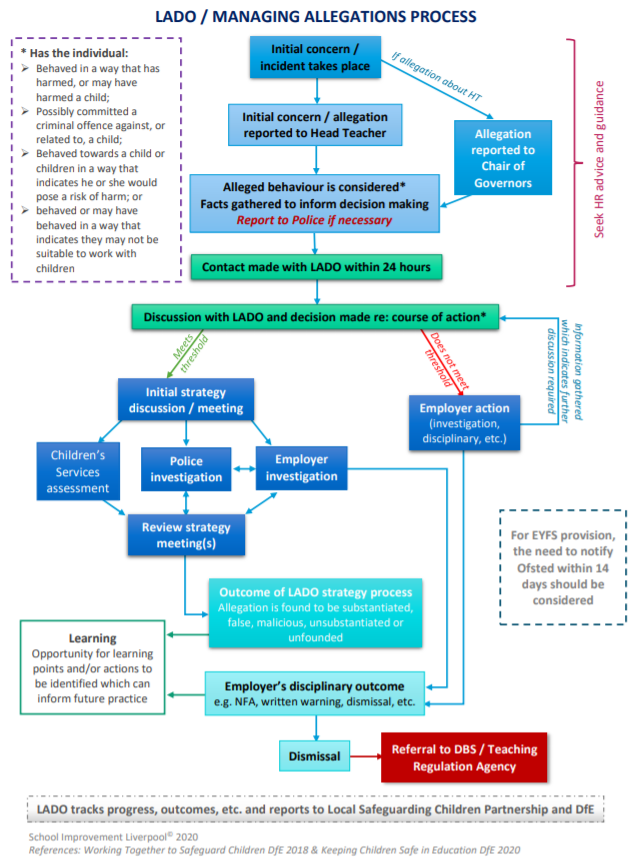 LADO / MANAGING ALLEGATIONS PROCESS
* Has the individual:
➢ Behaved in a way that has
harmed, or may have
harmed a child;
➢ Possibly committed a
criminal offence against, or
related to, a child;
➢ Behaved towards a child or
children in a way that
indicates he or she would
pose a risk of harm; or
➢ behaved or may have
behaved in a way that
indicates they may not be
suitable to work with
children
Initial concern /
incident takes place
If allegation about HT
Initial concern / allegation
reported to Head Teacher
Allegation
reported to
Chair of
Governors
Seek HR advice and guidance
Alleged behaviour is considered*
Facts gathered to inform decision making
Report to Police if necessary
Contact made with LADO within 24 hours
Discussion with LADO and decision made re: course of action*
Meets
threshold
Does not meet
threshold
Information gathered
which indicates further
discussion required
Initial strategy
discussion / meeting
Employer action
(investigation,
disciplinary, etc.)
Children's
Services
assessment
Police
investigation
Employer
investigation
Review strategy
meeting(s)
For EYFS provision,
the need to notify
Ofsted within 14
days should be
considered
Outcome of LADO strategy process
Allegation is found to be substantiated,
false, malicious, unsubstantiated or
unfounded
Learning
Opportunity for learning
points and/or actions to
be identified which can
inform future practice
Employer's disciplinary outcome
e.g. NFA, written warning, dismissal, etc.
Dismissal
Referral to DBS / Teaching
Regulation Agency
LADO tracks progress, outcomes, etc. and reports to Local Safeguarding Children Partnership and DfE
School Improvement Liverpool© 2020
References: Working Together to Safeguard Children DfE 2018 & Keeping Children Safe in Education DfE 2020